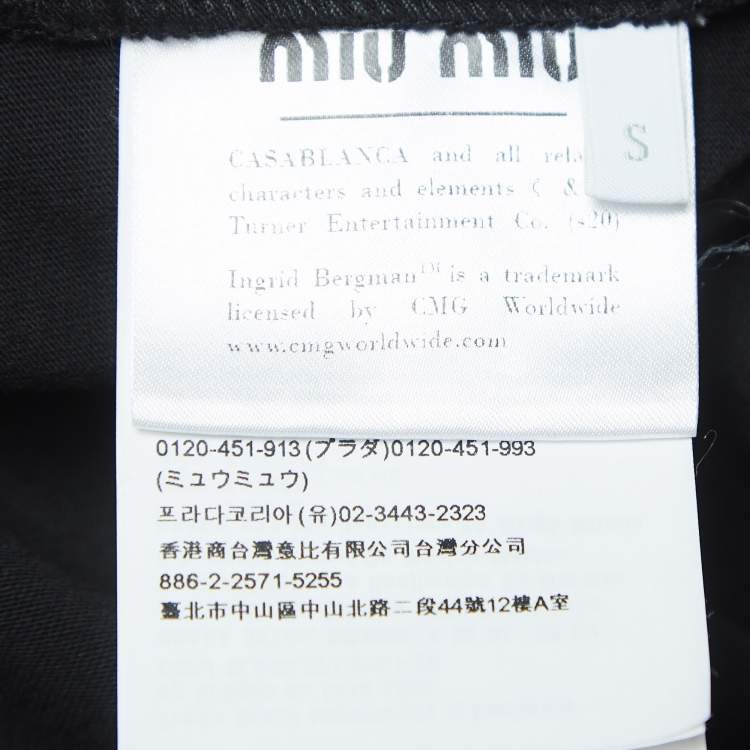 miu miu
S
CASABLANCA and all rela
characters and elements &
Turner Entertainment Co. (s20)
Ingrid Bergman™ is a trademark
licensed by CMG Worldwide
www.cmgworldwide.com
0120-451-913(プラダ)0120-451-993
(ミュウミュウ)
프라다코리아(유)02-3443-2323
香港商台灣意比有限公司台灣分公司
886-2-2571-5255
臺北市中山區中山北路二段44號12樓A室